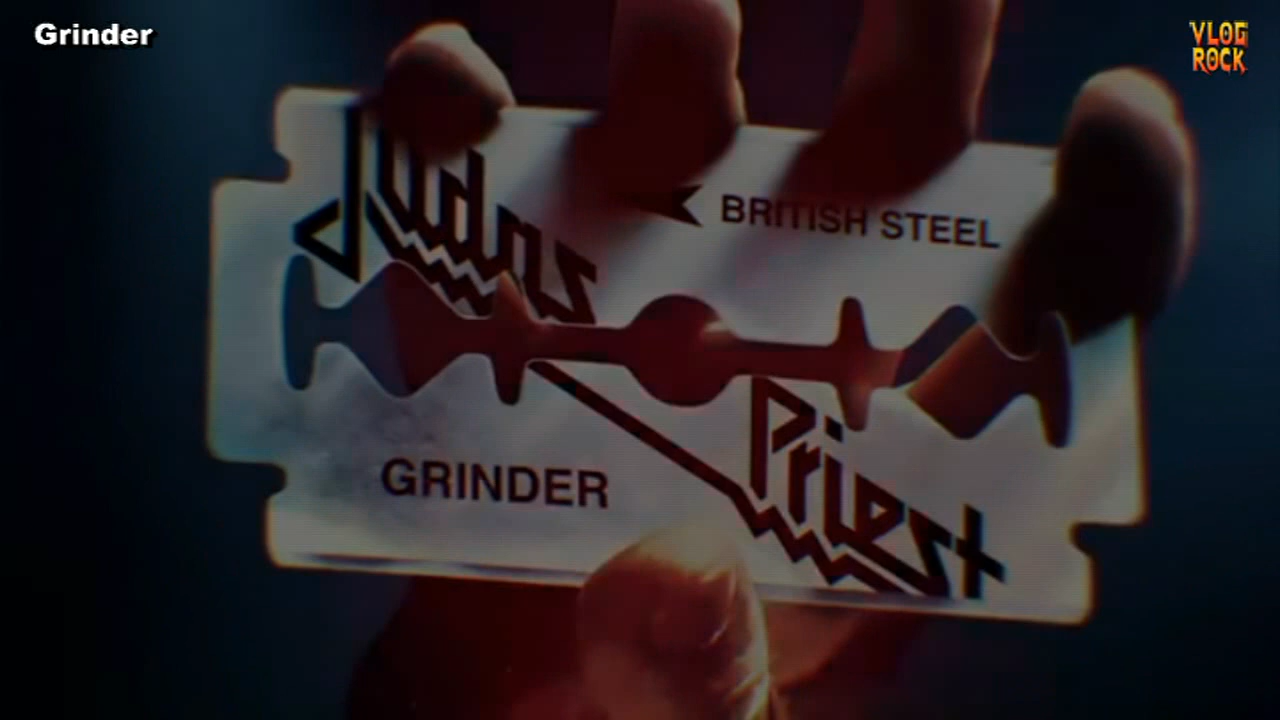 Grinder
VLOG
ROCK
Judas
BRITISH STEEL
GRINDER
Priest